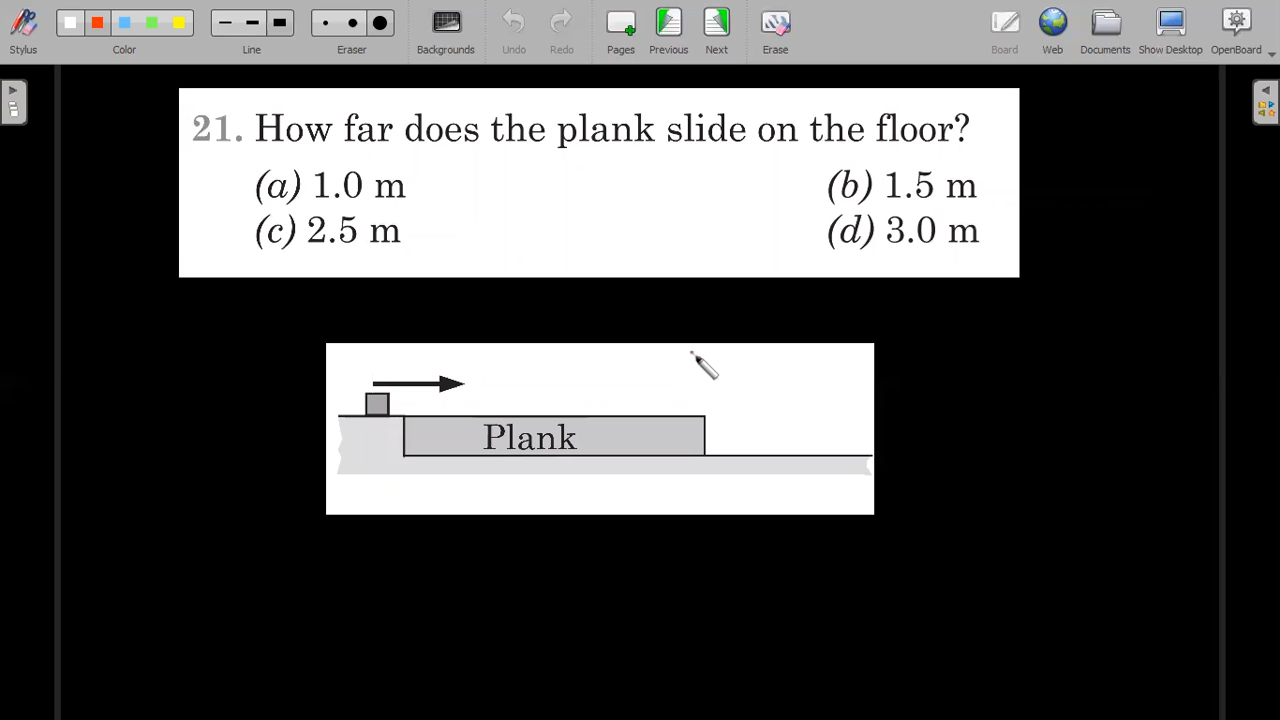 Stylus
Color
Line
Eraser
Backgrounds
Undo
Redo
Pages
Previous
Next
Erase
Board
Web
Documents
Show Desktop
OpenBoard
21. How far does the plank slide on the floor?
(a) 1.0 m (b) 1.5 m
(c) 2.5 m (d) 3.0 m
Plank